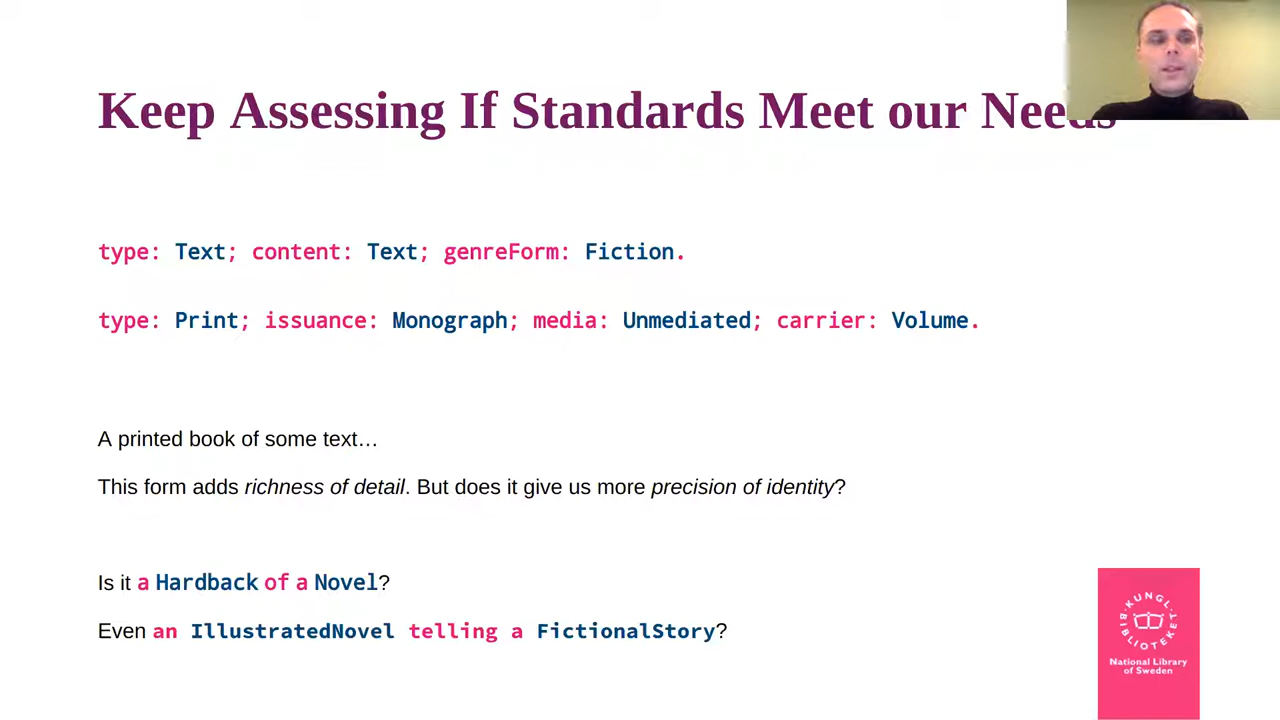 Keep Assessing If Standards Meet our Needs
type: Text; content: Text; genreForm: Fiction.
type: Print; issuance: Monograph; media: Unmediated; carrier: Volume.
A printed book of some text…
This form adds richness of detail. But does it give us more precision of identity?
Is it a Hardback of a Novel?
Even an IllustratedNovel telling a FictionalStory?
KUNGL
BIBLIOTEKET
National Library
of Sweden